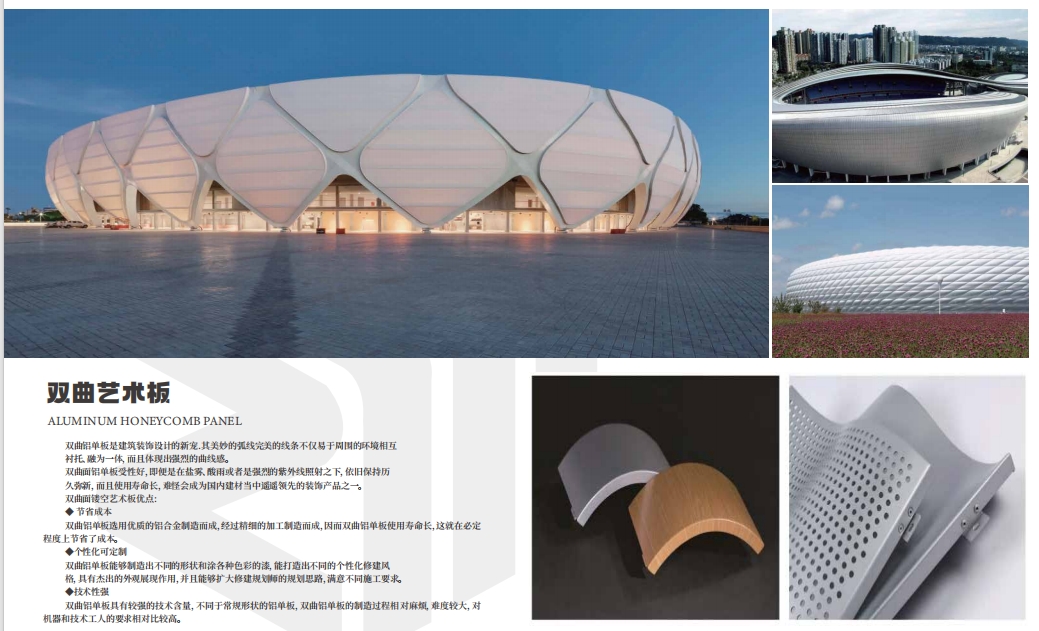 双曲艺术板
ALUMINUM HONEYCOMB PANEL
双曲铝单板是建筑装饰设计的新宠.其美妙的弧线完美的线条不仅易于周围的环境相互
衬托, 融为一体, 而且体现出强烈的曲线感。
双曲面铝单板受性好, 即便是在盐雾, 酸雨或者是强烈的紫外线照射之下, 依旧保持历
久弥新, 而且使用寿命长, 难怪会成为国内建材当中遥遥领先的装饰产品之一。
双曲面镂空艺术板优点:
◆ 节省成本
双曲铝单板选用优质的铝合金制造而成, 经过精细的加工制造而成, 因而双曲铝单板使用寿命长, 这就在必定
程度上节省了成本。
◆个性化可定制
双曲铝单板能够制造出不同的形状和涂各种色彩的漆, 能打造出不同的个性化修建风
格, 具有杰出的外观展现作用, 并且能够扩大修建规划师的规划思路, 满意不同施工要求。
◆技术性强
双曲铝单板具有较强的技术含量, 不同于常规形状的铝单板, 双曲铝单板的制造过程相对麻烦, 难度较大, 对
机器和技术工人的要求相对比较高。